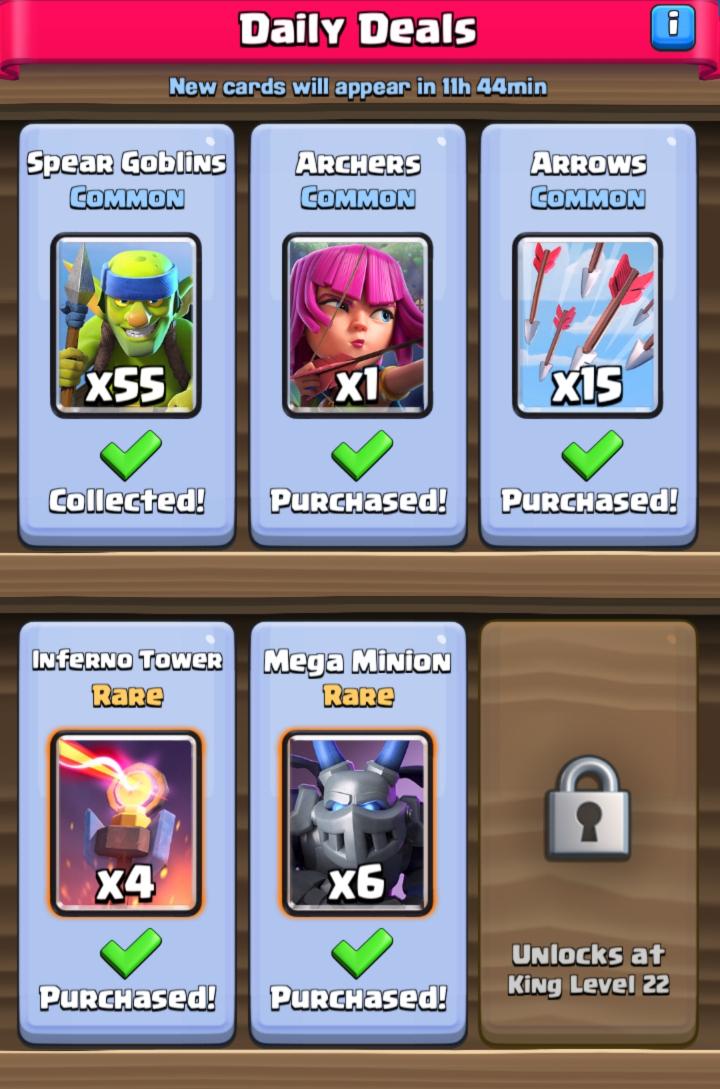 Daily Deals
i
New cards will appear in 11h 44min
Spear Goblins
Common
x55
Collected!
Archers
Common
x1
Purchased!
Arrows
Common
x15
Purchased!
Inferno Tower
Rare
x4
Purchased!
Mega Minion
Rare
x6
Purchased!
Unlocks at
King Level 22